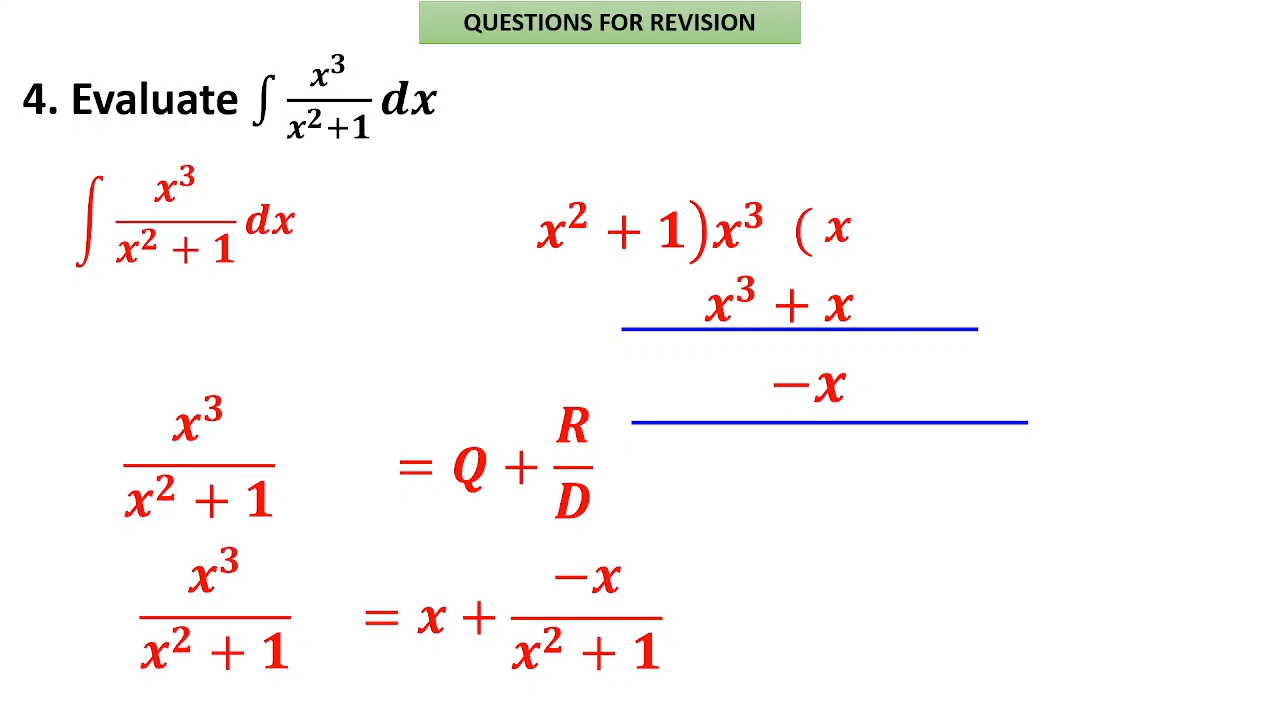 QUESTIONS FOR REVISION
4. Evaluate ∫ x³/(x²+1) dx
∫ x³/(x² + 1) dx
x² + 1)x³ (x
x³ + x
−x
x³/(x² + 1) = Q + R/D
x³/(x² + 1) = x + −x/(x² + 1)